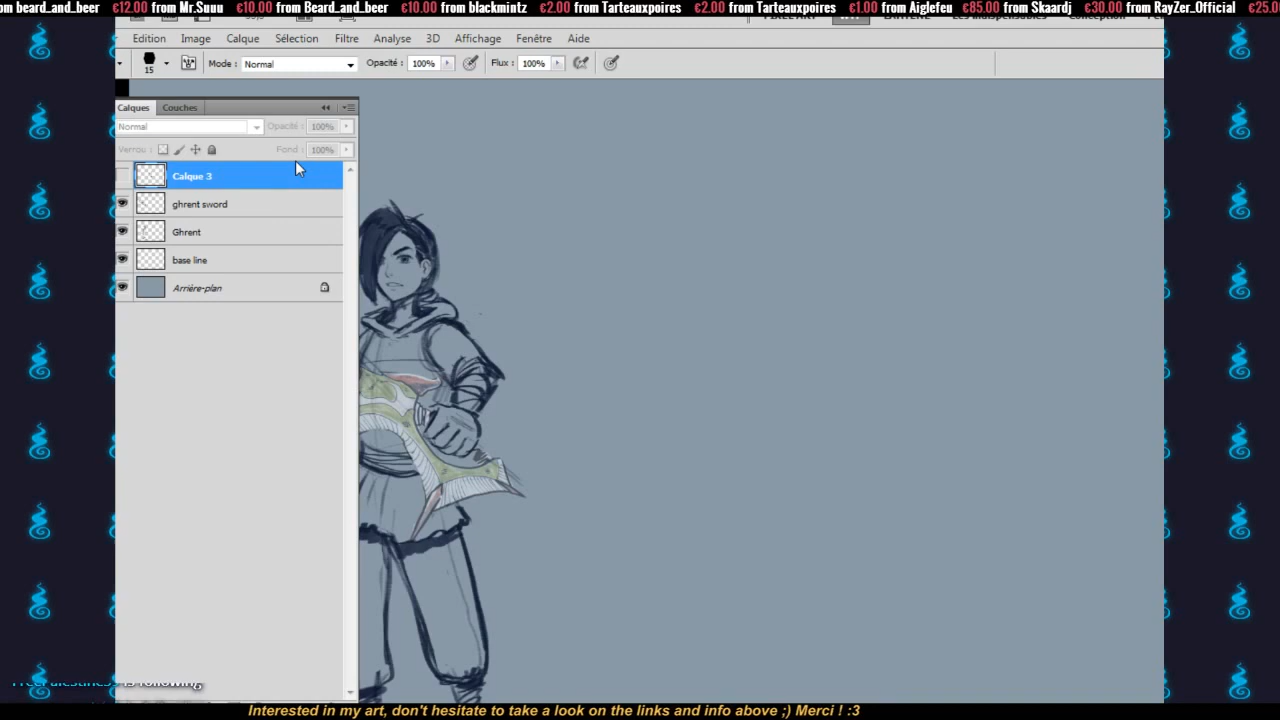 om beard_and_beer €12.00 from Mr.Suuu €10.00 from Beard_and_beer €10.00 from blackmintz €2.00 from Tarteauxpoires €2.00 from Tarteauxpoires €1.00 from Aiglefeu €85.00 from Skaardj €30.00 from RayZer_Official €25.0
Edition Image Calque Sélection Filtre Analyse 3D Affichage Fenêtre Aide
15 Mode : Normal Opacité : 100% Flux : 100%
Calques Couches
Normal Opacité : 100%
Verrou : Fond : 100%
Calque 3
ghrent sword
Ghrent
base line
Arrière-plan
is following
Interested in my art, don't hesitate to take a look on the links and info above ;) Merci ! :3